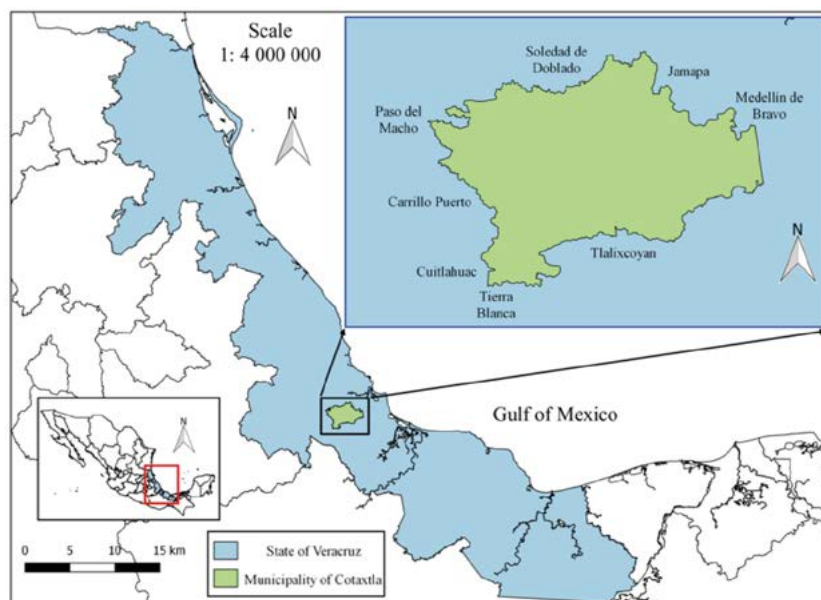 Scale
1: 4 000 000
N
Soledad de
Doblado
Jamapa
Medellín de
Bravo
Paso del
Macho
Carrillo Puerto
Cuitlahuac
Tierra
Blanca
Tlalixcoyan
N
Gulf of Mexico
N
0 5 10 15 km
State of Veracruz
Municipality of Cotaxtla